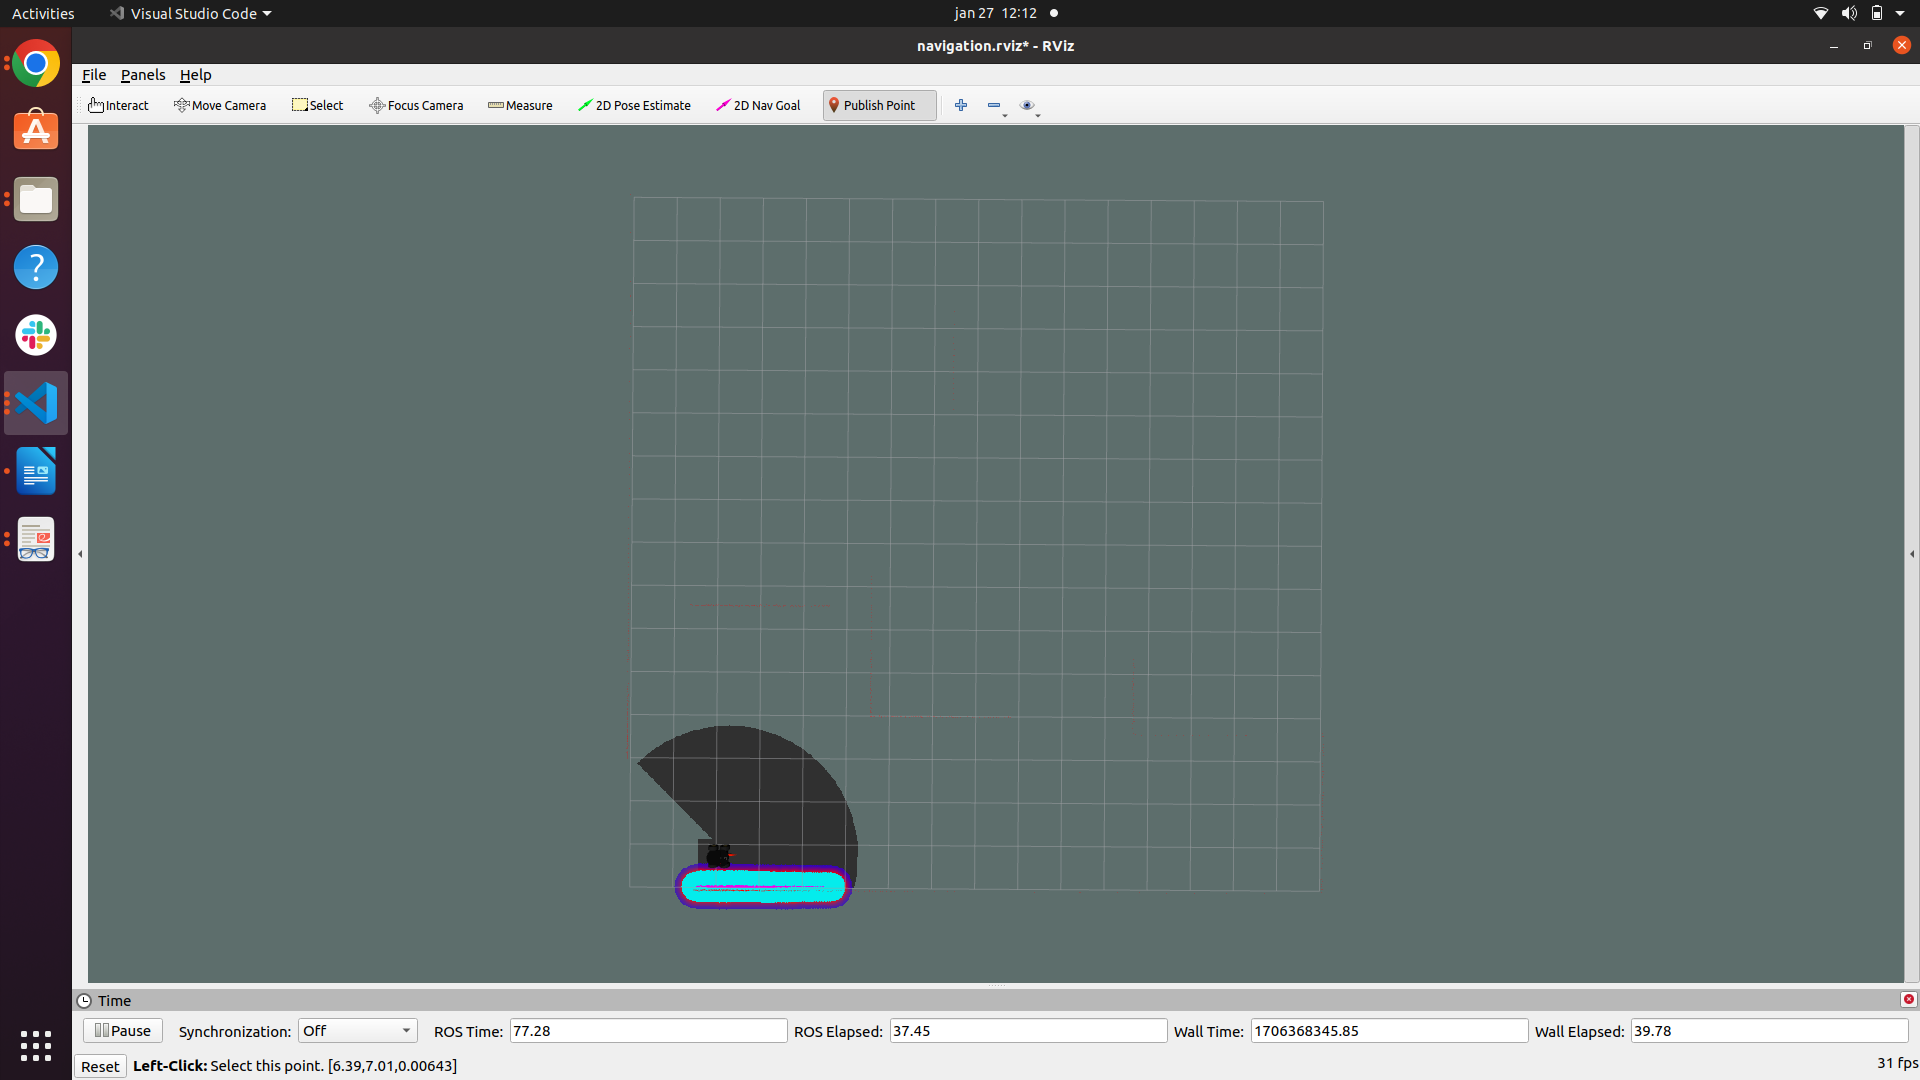 Activities Visual Studio Code jan 27 12:12
navigation.rviz* - RViz
File Panels Help
Interact Move Camera Select Focus Camera Measure 2D Pose Estimate 2D Nav Goal Publish Point
Time
Pause Synchronization: Off ROS Time: 77.28 ROS Elapsed: 37.45 Wall Time: 1706368345.85 Wall Elapsed: 39.78
Reset Left-Click: Select this point. [6.39,7.01,0.00643] 31 fps